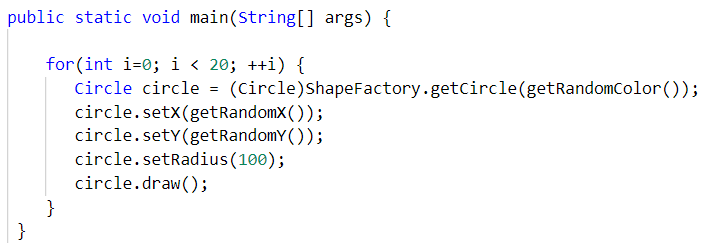 public static void main(String[] args) {
for(int i=0; i < 20; ++i) {
Circle circle = (Circle)ShapeFactory.getCircle(getRandomColor());
circle.setX(getRandomX());
circle.setY(getRandomY());
circle.setRadius(100);
circle.draw();
}
}